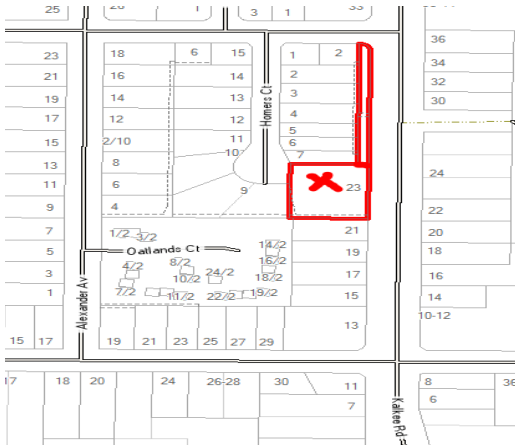 25 20 1 3 1 33
36
23 18 6 15 1 2
34
21 16 14 2
32
19 14 13 3
30
17 12 12 Homers Ct 4
15 2/10 11 5
6
13 8 10 7
24
11 6 9 23
9 4
22
7 1/2 3/2 21
20
5 Oatlands Ct 14/2 19
18
3 4/2 8/2 16/2
10/2 24/2 18/2 17
16
1 Alexander Av 7/2 11/2 22/2 19/2 15
14
10-12
15 17 19 21 23 25 27 29 13
17 18 20 24 26-28 30 11
8 36
7 6
Kalkee Rd